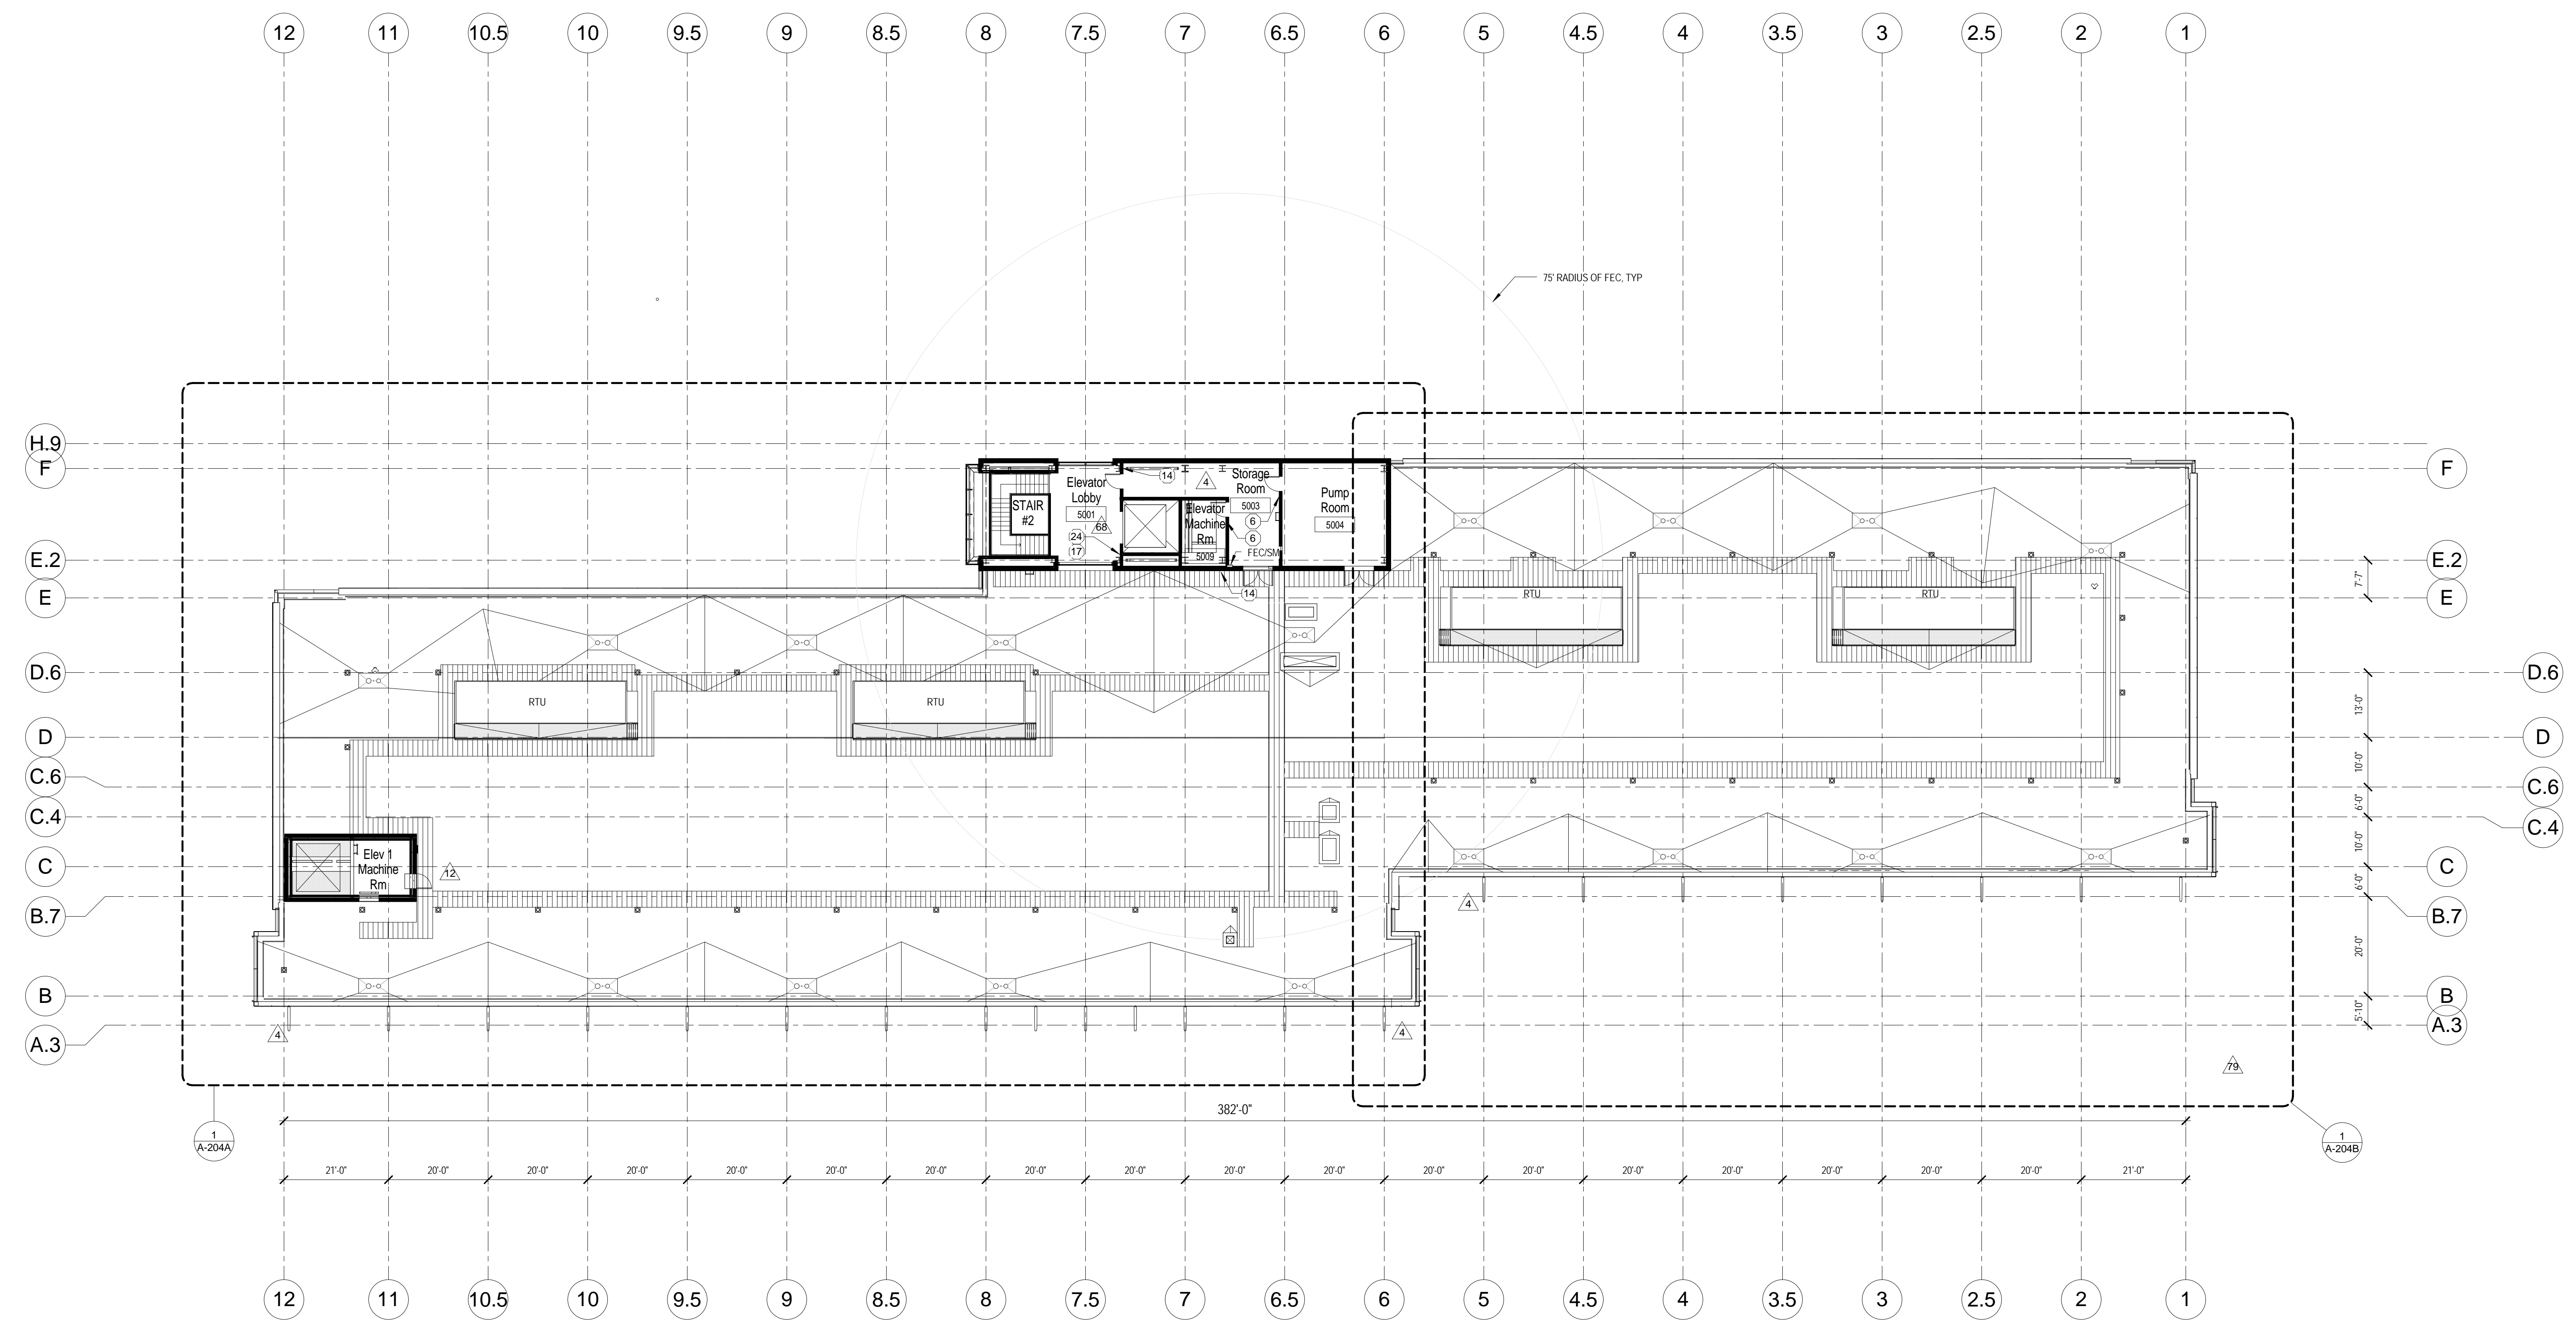 12 11 10.5 10 9.5 9 8.5 8 7.5 7 6.5 6 5 4.5 4 3.5 3 2.5 2 1
75' RADIUS OF FEC, TYP
H.9
F
F
Elevator
Lobby
5001
68
STAIR
#2
24
17
14
4
Storage
Room
5003
Pump
Room
5004
Elevator
Machine
Rm
5009
6
6
FEC/SM
14
E.2
E.2
7'-7"
E
E
RTU
RTU
D.6
D.6
RTU
RTU
13'-0"
D
D
10'-0"
C.6
C.6
6'-0"
C.4
C.4
10'-0"
Elev 1
Machine
Rm
12
C
C
6'-0"
4
B.7
B.7
20'-0"
B
B
5'-10"
4
4
A.3
A.3
79
382'-0"
1
A-204A
1
A-204B
21'-0" 20'-0" 20'-0" 20'-0" 20'-0" 20'-0" 20'-0" 20'-0" 20'-0" 20'-0" 20'-0" 20'-0" 20'-0" 20'-0" 20'-0" 20'-0" 20'-0" 20'-0" 21'-0"
12 11 10.5 10 9.5 9 8.5 8 7.5 7 6.5 6 5 4.5 4 3.5 3 2.5 2 1